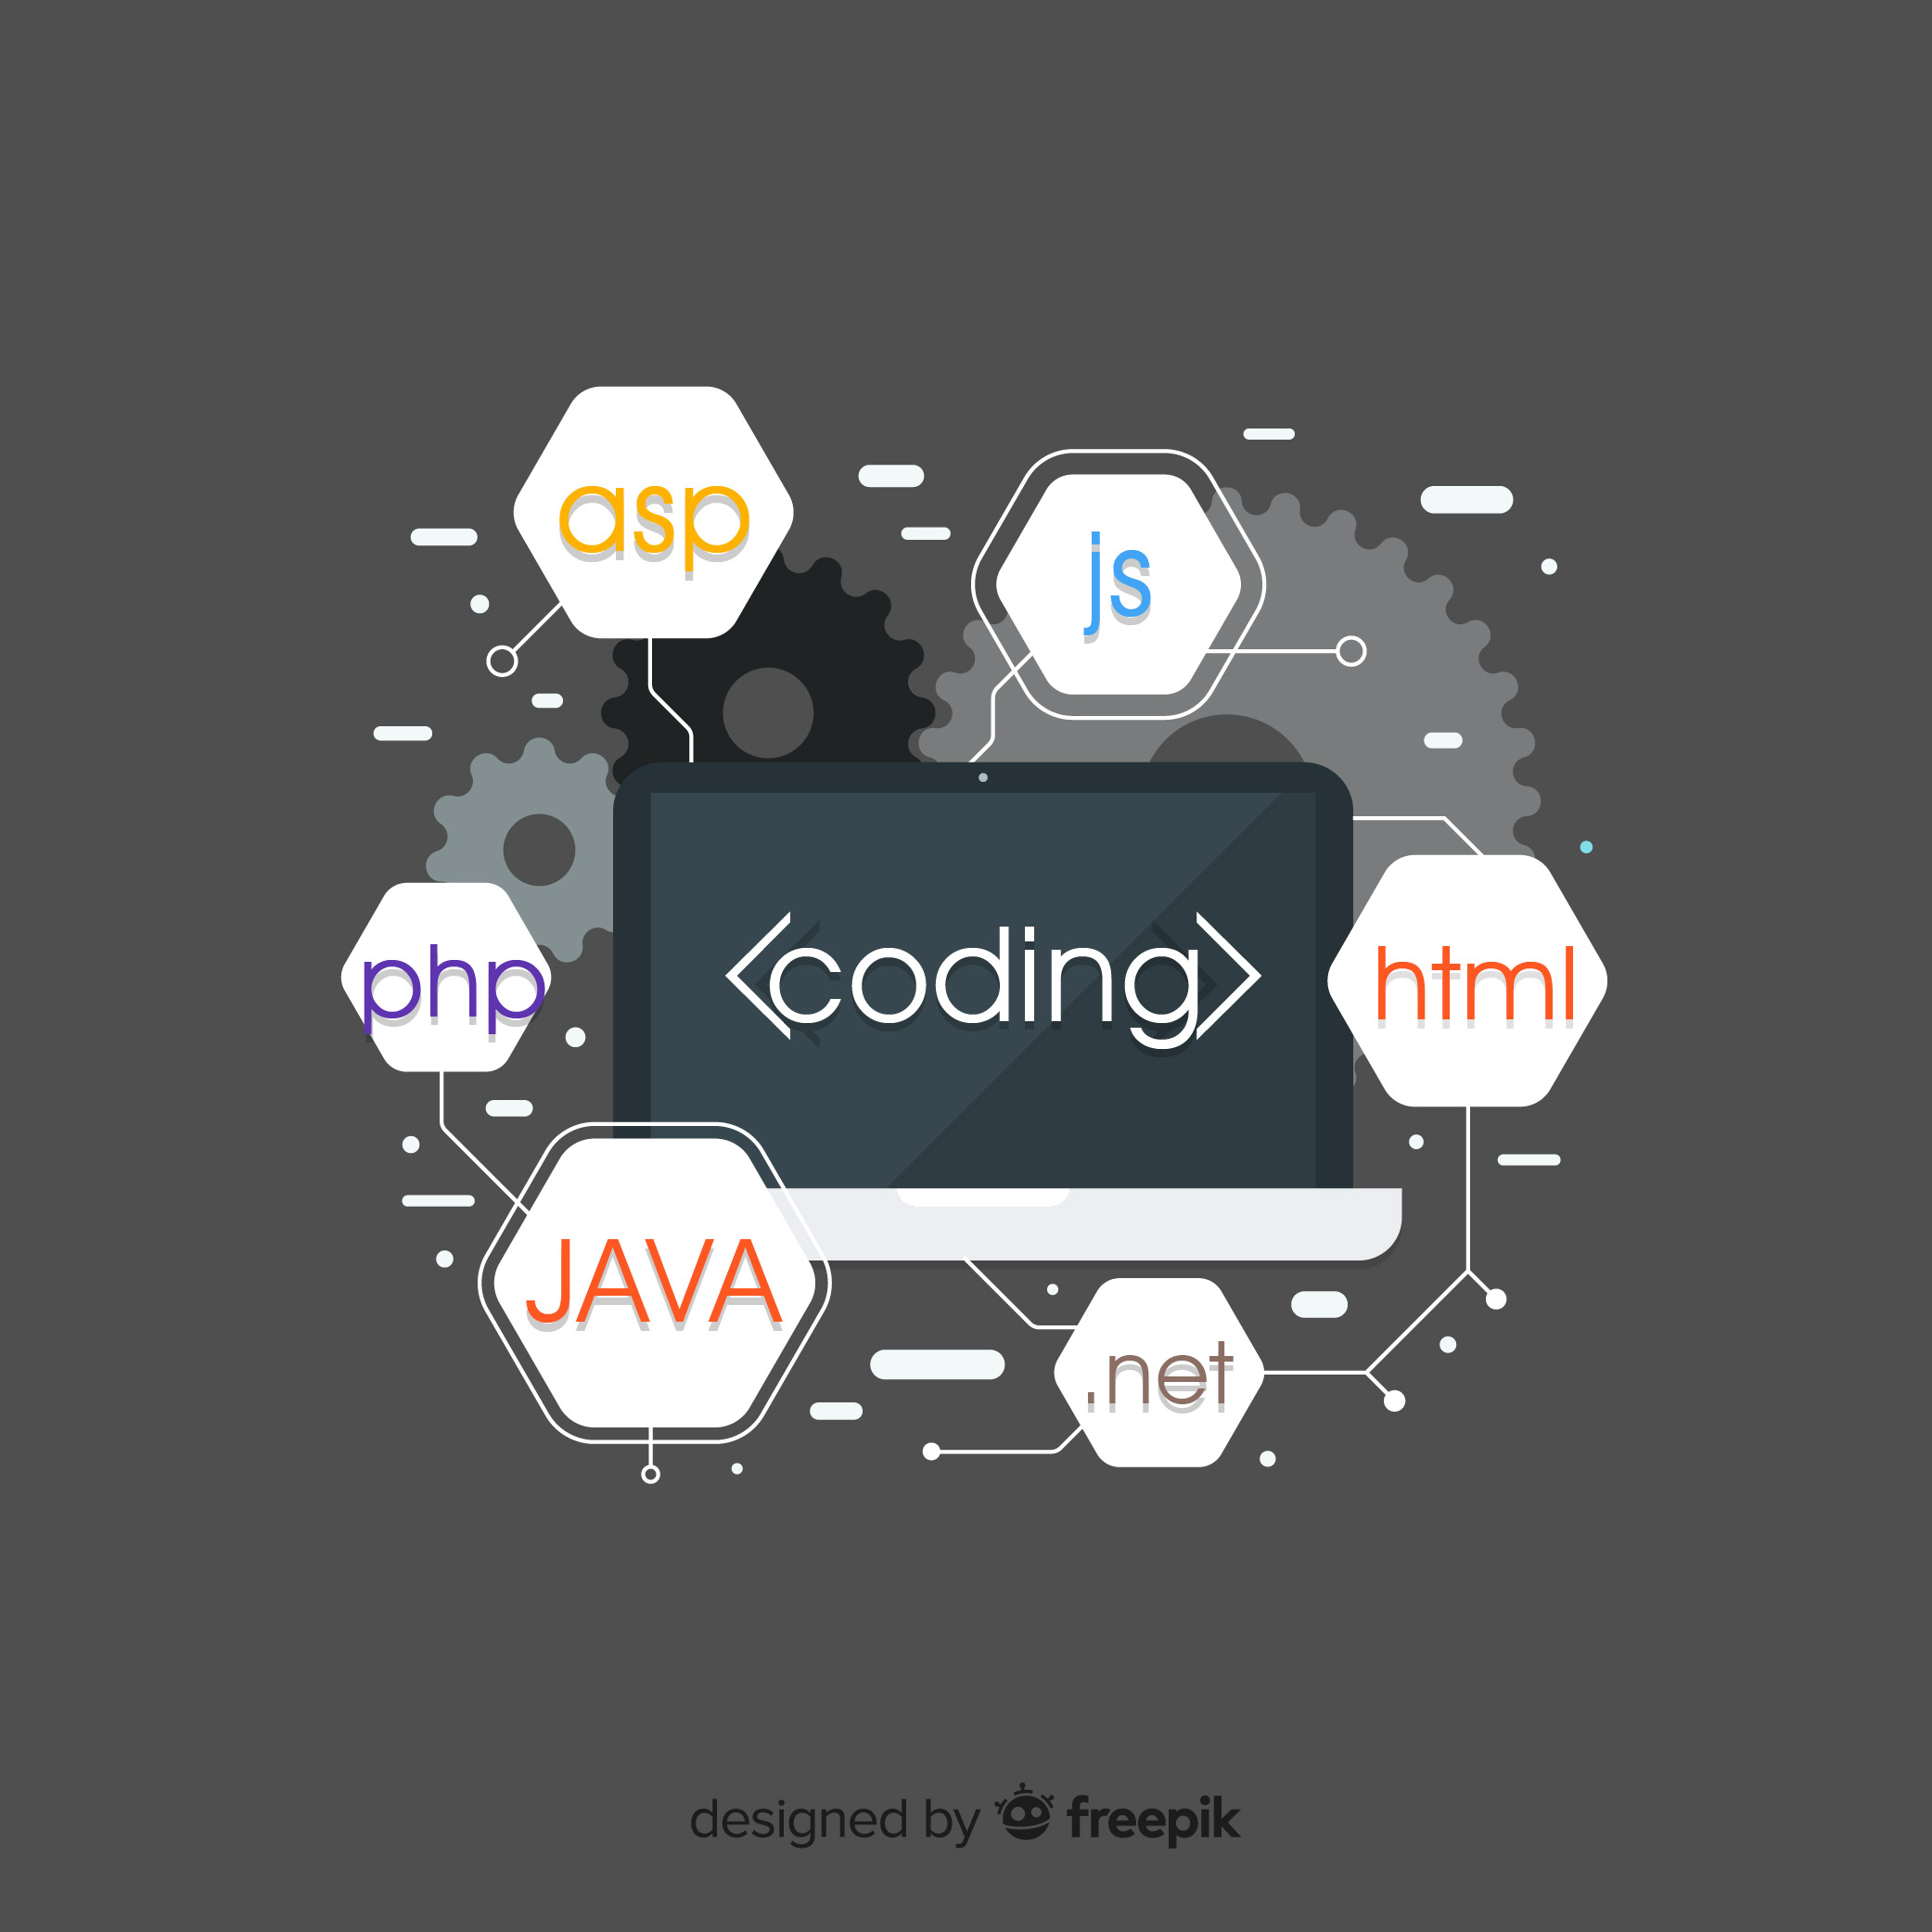 asp
js
php
<coding>
html
JAVA
.net
designed by freepik